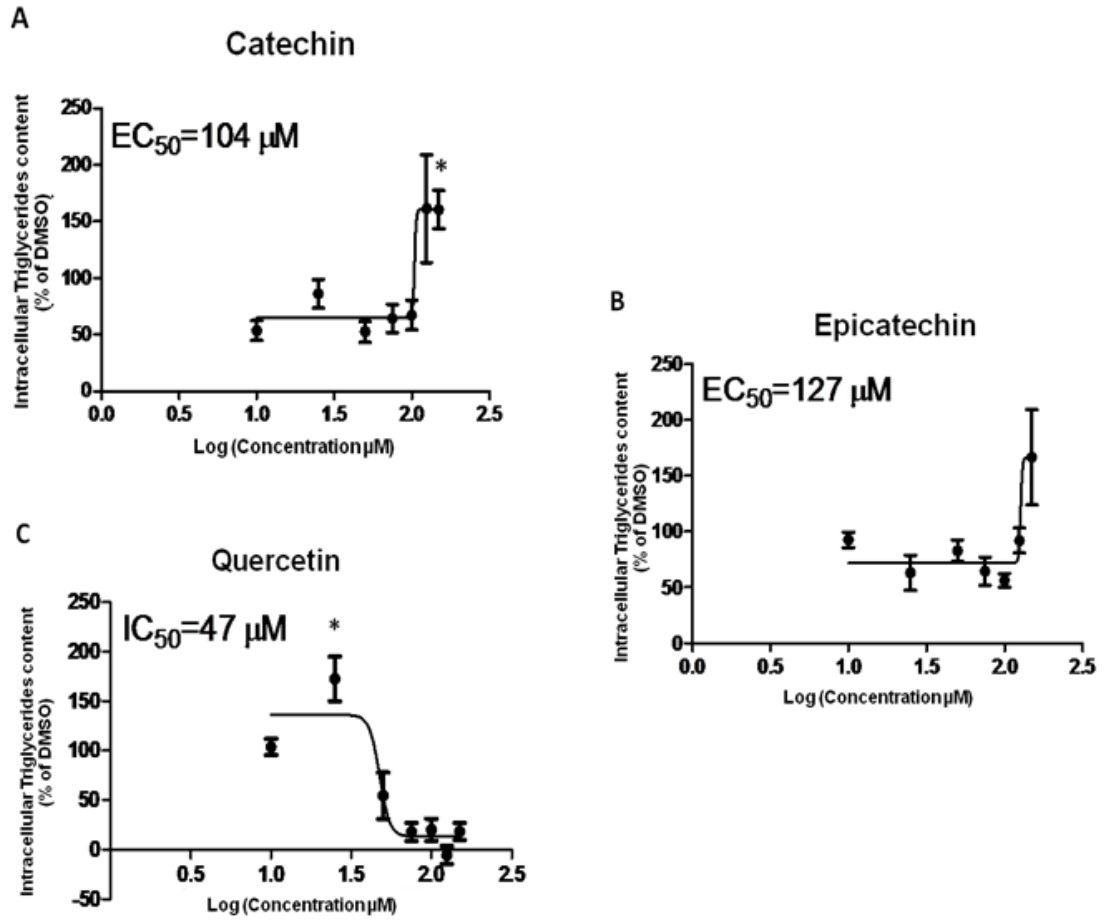 A
Catechin
EC50=104 μM
*
250
200
150
100
50
0
Intracellular Triglycerides content
(% of DMSO)
0.0 0.5 1.0 1.5 2.0 2.5
Log (Concentration μM)
B
Epicatechin
EC50=127 μM
250
200
150
100
50
0
Intracellular Triglycerides content
(% of DMSO)
0.0 0.5 1.0 1.5 2.0 2.5
Log (Concentration μM)
C
Quercetin
IC50=47 μM
*
250
200
150
100
50
0
-50
Intracellular Triglycerides content
(% of DMSO)
0.5 1.0 1.5 2.0 2.5
Log (Concentration μM)